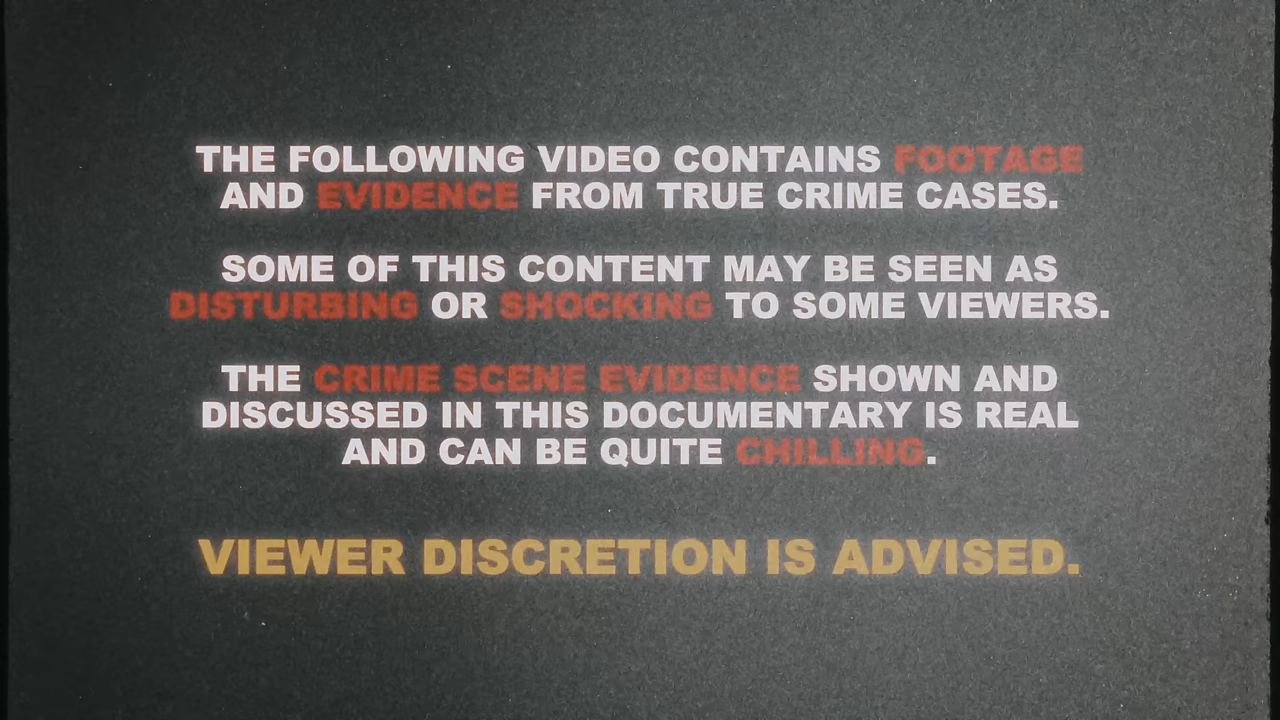 THE FOLLOWING VIDEO CONTAINS FOOTAGE
AND EVIDENCE FROM TRUE CRIME CASES.
SOME OF THIS CONTENT MAY BE SEEN AS
DISTURBING OR SHOCKING TO SOME VIEWERS.
THE CRIME SCENE EVIDENCE SHOWN AND
DISCUSSED IN THIS DOCUMENTARY IS REAL
AND CAN BE QUITE CHILLING.
VIEWER DISCRETION IS ADVISED.